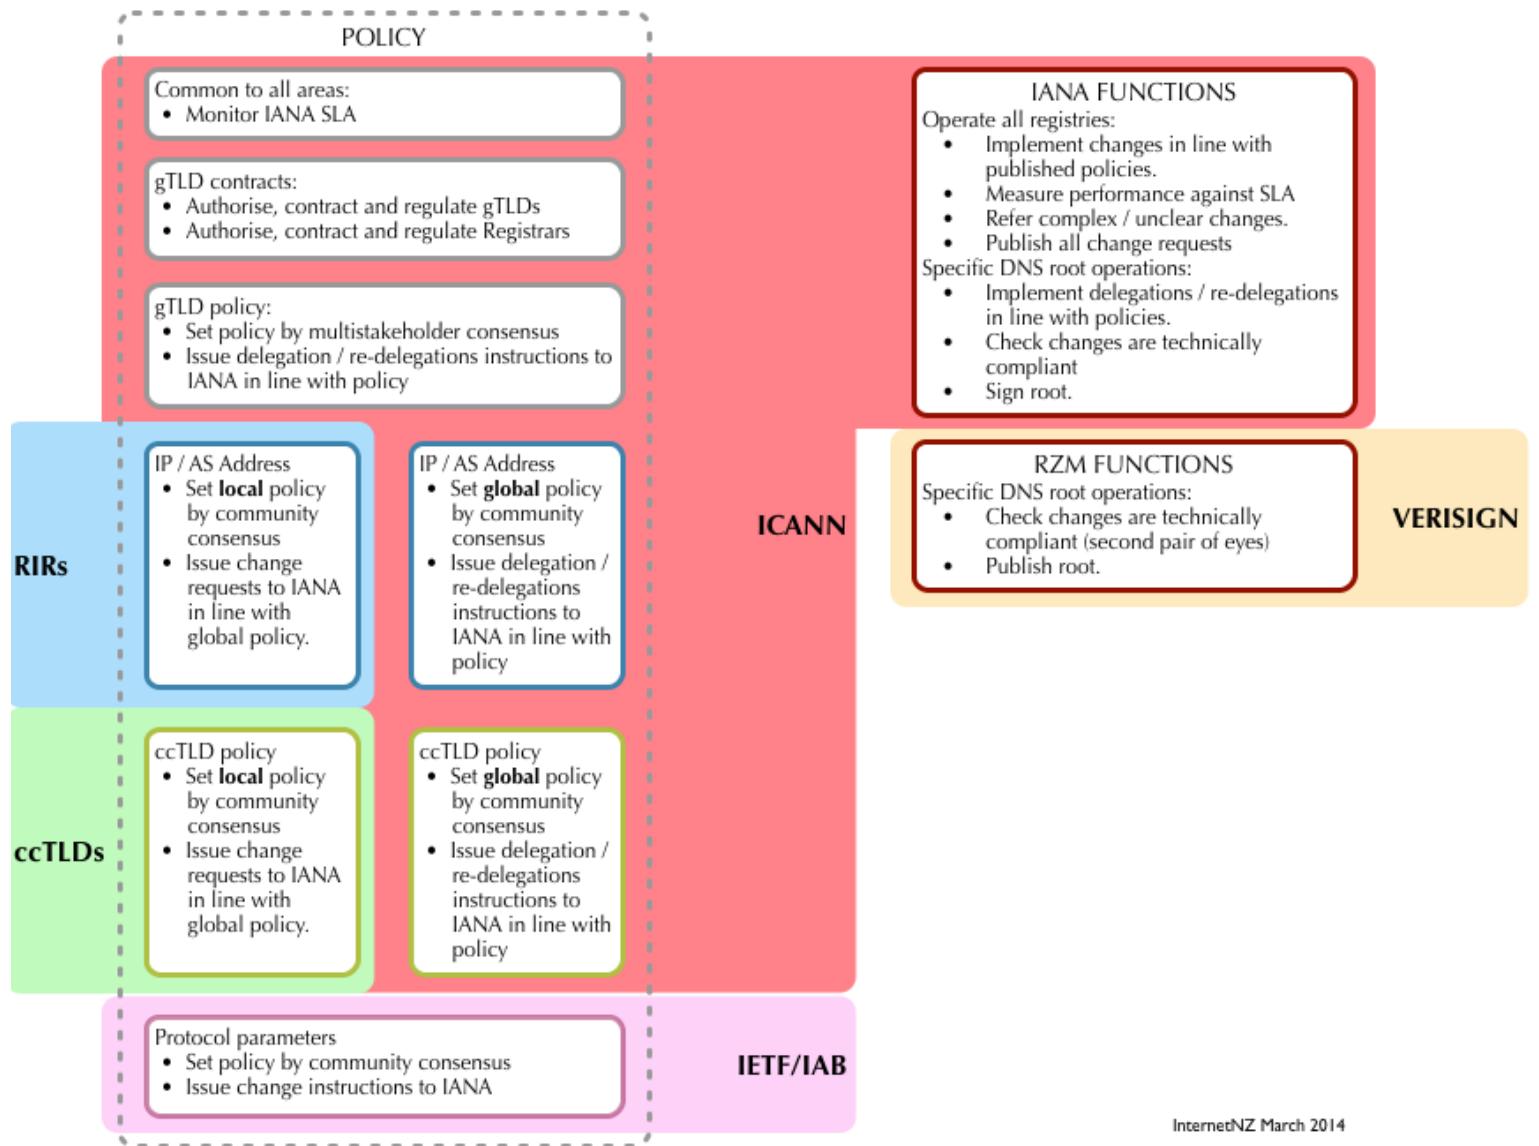 POLICY
Common to all areas:
• Monitor IANA SLA
gTLD contracts:
• Authorise, contract and regulate gTLDs
• Authorise, contract and regulate Registrars
gTLD policy:
• Set policy by multistakeholder consensus
• Issue delegation / re-delegations instructions to
IANA in line with policy
IANA FUNCTIONS
Operate all registries:
• Implement changes in line with
published policies.
• Measure performance against SLA
• Refer complex / unclear changes.
• Publish all change requests
Specific DNS root operations:
• Implement delegations / re-delegations
in line with policies.
• Check changes are technically
compliant
• Sign root.
RIRs
IP / AS Address
• Set local policy
by community
consensus
• Issue change
requests to IANA
in line with
global policy.
IP / AS Address
• Set global policy
by community
consensus
• Issue delegation /
re-delegations
instructions to
IANA in line with
policy
ICANN
RZM FUNCTIONS
Specific DNS root operations:
• Check changes are technically
compliant (second pair of eyes)
• Publish root.
VERISIGN
ccTLDs
ccTLD policy
• Set local policy
by community
consensus
• Issue change
requests to IANA
in line with
global policy.
ccTLD policy
• Set global policy
by community
consensus
• Issue delegation /
re-delegations
instructions to
IANA in line with
policy
Protocol parameters
• Set policy by community consensus
• Issue change instructions to IANA
IETF/IAB
InternetNZ March 2014